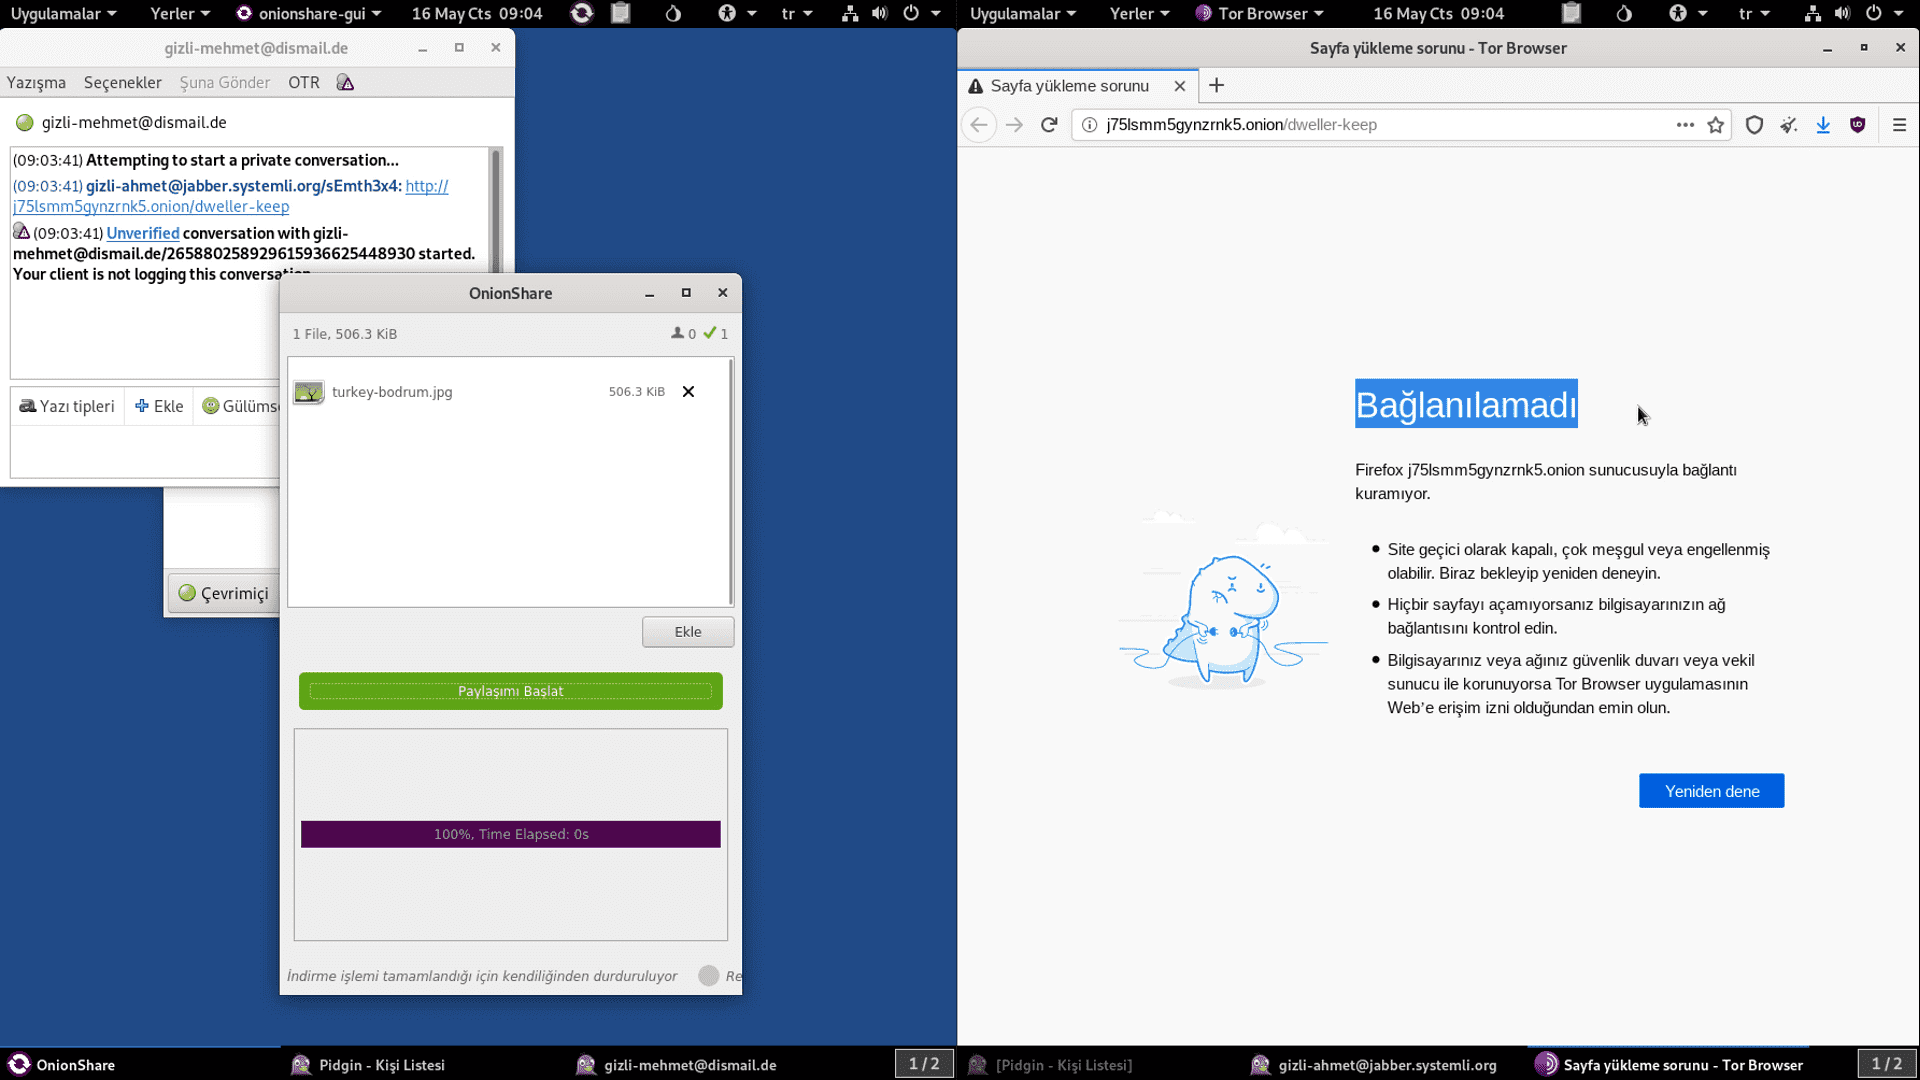 Uygulamalar
Yerler
onionshare-gui
16 May Cts 09:04
tr
gizli-mehmet@dismail.de
Yazışma
Seçenekler
Şuna Gönder
OTR
gizli-mehmet@dismail.de
(09:03:41) Attempting to start a private conversation...
(09:03:41) gizli-ahmet@jabber.systemli.org/sEmth3x4: http://
j75lsmm5gynzrnk5.onion/dweller-keep
(09:03:41) Unverified conversation with gizli-
mehmet@dismail.de/265880258929615936625448930 started.
Your client is not logging this conversation.
Yazı tipleri
Ekle
Gülümse
Çevrimiçi
OnionShare
1 File, 506.3 KiB
0
1
turkey-bodrum.jpg
506.3 KiB
Ekle
Paylaşımı Başlat
100%, Time Elapsed: 0s
İndirme işlemi tamamlandığı için kendiliğinden durduruluyor
Re
OnionShare
Pidgin - Kişi Listesi
gizli-mehmet@dismail.de
1 / 2
Uygulamalar
Yerler
Tor Browser
16 May Cts 09:04
tr
Sayfa yükleme sorunu - Tor Browser
Sayfa yükleme sorunu
j75lsmm5gynzrnk5.onion/dweller-keep
Bağlanılamadı
Firefox j75lsmm5gynzrnk5.onion sunucusuyla bağlantı
kuramıyor.
Site geçici olarak kapalı, çok meşgul veya engellenmiş
olabilir. Biraz bekleyip yeniden deneyin.
Hiçbir sayfayı açamıyorsanız bilgisayarınızın ağ
bağlantısını kontrol edin.
Bilgisayarınız veya ağınız güvenlik duvarı veya vekil
sunucu ile korunuyorsa Tor Browser uygulamasının
Web’e erişim izni olduğundan emin olun.
Yeniden dene
[Pidgin - Kişi Listesi]
gizli-ahmet@jabber.systemli.org
Sayfa yükleme sorunu - Tor Browser
1 / 2